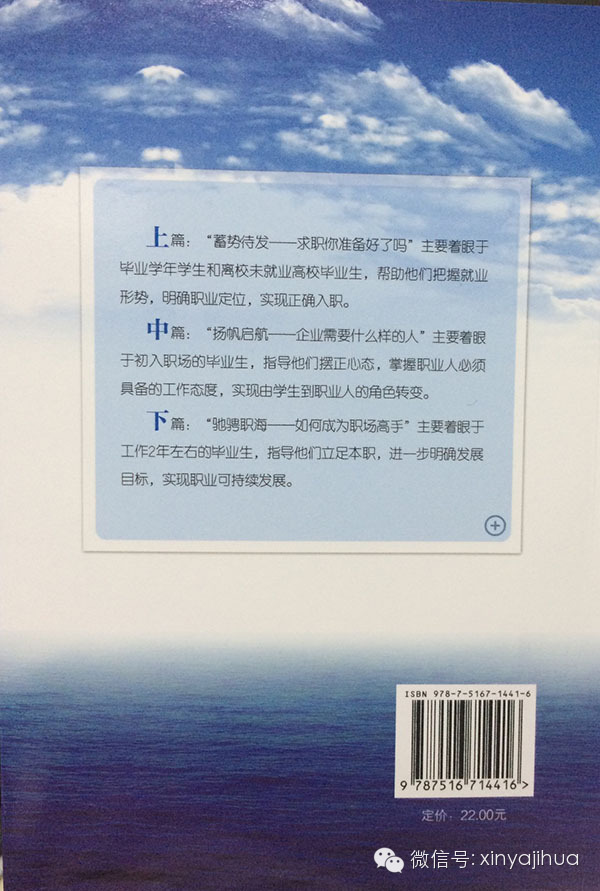 上篇：“蓄势待发——求职你准备好了吗”主要着眼于
毕业学年学生和离校未就业高校毕业生，帮助他们把握就业
形势，明确职业定位，实现正确入职。
中篇：“扬帆启航——企业需要什么样的人”主要着眼
于初入职场的毕业生，指导他们摆正心态，掌握职业人必须
具备的工作态度，实现由学生到职业人的角色转变。
下篇：“驰骋职海——如何成为职场高手”主要着眼于
工作2年左右的毕业生，指导他们立足本职，进一步明确发展
目标，实现职业可持续发展。
ISBN 978-7-5167-1441-6
9 787516 714416 >
定价：22.00元
微信号: xinyajihua